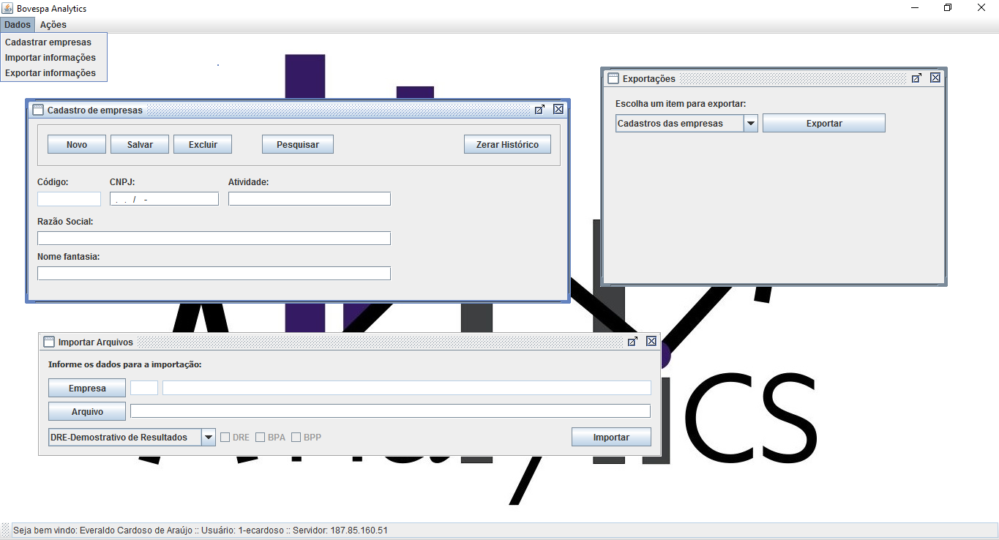 Bovespa Analytics
Dados Ações
Cadastrar empresas
Importar informações
Exportar informações
Cadastro de empresas
Novo Salvar Excluir Pesquisar Zerar Histórico
Código: CNPJ: Atividade:
. . / -
Razão Social:
Nome fantasia:
Exportações
Escolha um item para exportar:
Cadastros das empresas Exportar
Importar Arquivos
Informe os dados para a importação:
Empresa
Arquivo
DRE-Demostrativo de Resultados DRE BPA BPP Importar
CS
Seja bem vindo: Everaldo Cardoso de Araújo :: Usuário: 1-ecardoso :: Servidor: 187.85.160.51